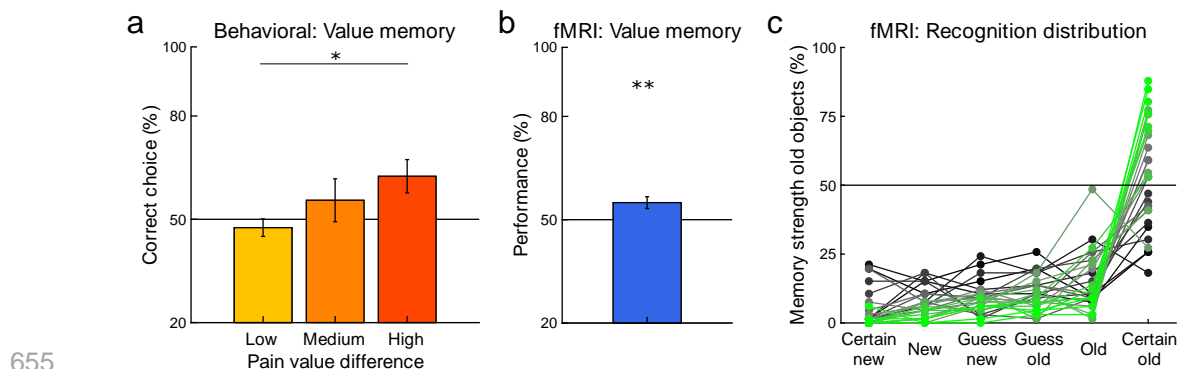 a
Behavioral: Value memory
100
80
50
20
Correct choice (%)
*
Low
Medium
High
Pain value difference
b
fMRI: Value memory
100
80
50
20
Performance (%)
**
c
fMRI: Recognition distribution
100
75
50
25
0
Memory strength old objects (%)
Certain
new
New
Guess
new
Guess
old
Old
Certain
old
655